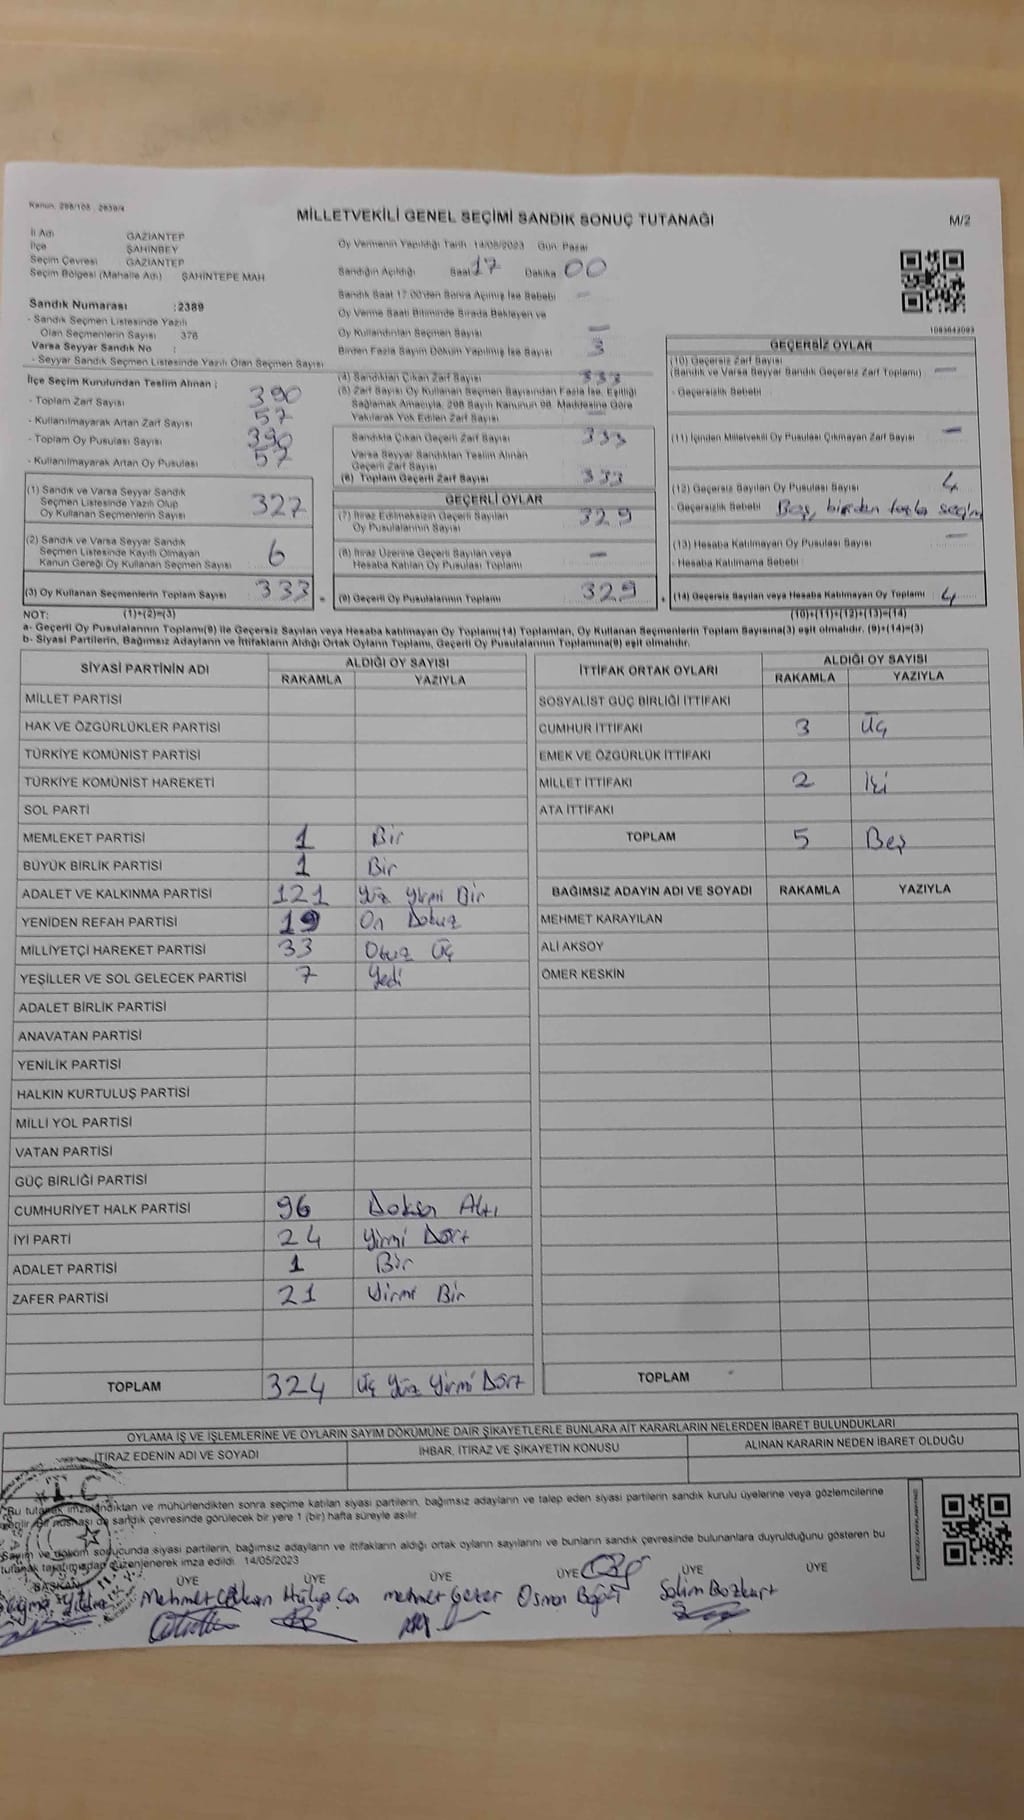 Kanun: 298/105 - 2839/4
MİLLETVEKİLİ GENEL SEÇİMİ SANDIK SONUÇ TUTANAĞI
M/2
İl Adı GAZİANTEP
İlçe ŞAHİNBEY
Seçim Çevresi GAZİANTEP
Seçim Bölgesi (Mahalle Adı) ŞAHİNTEPE MAH
Sandık Numarası :2389
- Sandık Seçmen Listesinde Yazılı
Olan Seçmenlerin Sayısı 376
Varsa Seyyar Sandık No :
- Seyyar Sandık Seçmen Listesinde Yazılı Olan Seçmen Sayısı
İlçe Seçim Kurulundan Teslim Alınan ;
- Toplam Zarf Sayısı 390
- Kullanılmayarak Artan Zarf Sayısı 57
- Toplam Oy Pusulası Sayısı 390
- Kullanılmayarak Artan Oy Pusulası 57
(1) Sandık ve Varsa Seyyar Sandık
Seçmen Listesinde Yazılı Olup
Oy Kullanan Seçmenlerin Sayısı 327
(2) Sandık ve Varsa Seyyar Sandık
Seçmen Listesinde Kayıtlı Olmayan
Kanun Gereği Oy Kullanan Seçmen Sayısı 6
(3) Oy Kullanan Seçmenlerin Toplam Sayısı 333 =
Oy Vermenin Yapıldığı Tarih 14/05/2023 Gün: Pazar
Sandığın Açıldığı Saat 17 Dakika 00
Sandık Saat 17.00'den Sonra Açılmış İse Sebebi -
Oy Verme Saati Bitiminde Sırada Bekleyen ve
Oy Kullandırılan Seçmen Sayısı -
Birden Fazla Sayım Döküm Yapılmış İse Sayısı 3
(4) Sandıktan Çıkan Zarf Sayısı 333
(5) Zarf Sayısı Oy Kullanan Seçmen Sayısından Fazla İse, Eşitliği
Sağlamak Amacıyla, 298 Sayılı Kanunun 98. Maddesine Göre
Yakılarak Yok Edilen Zarf Sayısı -
Sandıkta Çıkan Geçerli Zarf Sayısı 333
Varsa Seyyar Sandıktan Teslim Alınan
Geçerli Zarf Sayısı
(6) Toplam Geçerli Zarf Sayısı 333
GEÇERLİ OYLAR
(7) İtiraz Edilmeksizin Geçerli Sayılan
Oy Pusulalarının Sayısı 329
(8) İtiraz Üzerine Geçerli Sayılan veya
Hesaba Katılan Oy Pusulası Toplamı -
(9) Geçerli Oy Pusulalarının Toplamı 329 +
1083643093
GEÇERSİZ OYLAR
(10) Geçersiz Zarf Sayısı
(Sandık ve Varsa Seyyar Sandık Geçersiz Zarf Toplamı) -
- Geçersizlik Sebebi
(11) İçinden Milletvekili Oy Pusulası Çıkmayan Zarf Sayısı -
(12) Geçersiz Sayılan Oy Pusulası Sayısı 4
- Geçersizlik Sebebi Boş, birden fazla seçim
(13) Hesaba Katılmayan Oy Pusulası Sayısı -
- Hesaba Katılmama Sebebi
(14) Geçersiz Sayılan veya Hesaba Katılmayan Oy Toplamı 4
NOT: (1)+(2)=(3) (10)+(11)+(12)+(13)=(14)
a- Geçerli Oy Pusulalarının Toplamı(9) ile Geçersiz Sayılan veya Hesaba katılmayan Oy Toplamı(14) Toplamları, Oy Kullanan Seçmenlerin Toplam Sayısına(3) eşit olmalıdır. (9)+(14)=(3)
b- Siyasi Partilerin, Bağımsız Adayların ve İttifakların Aldığı Ortak Oyların Toplamı, Geçerli Oy Pusulalarının Toplamına(9) eşit olmalıdır.
SİYASİ PARTİNİN ADI ALDIĞI OY SAYISI
RAKAMLA YAZIYLA
MİLLET PARTİSİ
HAK VE ÖZGÜRLÜKLER PARTİSİ
TÜRKİYE KOMÜNİST PARTİSİ
TÜRKİYE KOMÜNİST HAREKETİ
SOL PARTİ
MEMLEKET PARTİSİ 1 Bir
BÜYÜK BİRLİK PARTİSİ 1 Bir
ADALET VE KALKINMA PARTİSİ 121 Yüz Yirmi Bir
YENİDEN REFAH PARTİSİ 19 On Dokuz
MİLLİYETÇİ HAREKET PARTİSİ 33 Otuz Üç
YEŞİLLER VE SOL GELECEK PARTİSİ 7 Yedi
ADALET BİRLİK PARTİSİ
ANAVATAN PARTİSİ
YENİLİK PARTİSİ
HALKIN KURTULUŞ PARTİSİ
MİLLİ YOL PARTİSİ
VATAN PARTİSİ
GÜÇ BİRLİĞİ PARTİSİ
CUMHURİYET HALK PARTİSİ 96 Doksan Altı
İYİ PARTİ 24 Yirmi Dört
ADALET PARTİSİ 1 Bir
ZAFER PARTİSİ 21 Yirmi Bir
TOPLAM 324 Üç Yüz Yirmi Dört
İTTİFAK ORTAK OYLARI ALDIĞI OY SAYISI
RAKAMLA YAZIYLA
SOSYALİST GÜÇ BİRLİĞİ İTTİFAKI
CUMHUR İTTİFAKI 3 Üç
EMEK VE ÖZGÜRLÜK İTTİFAKI
MİLLET İTTİFAKI 2 İki
ATA İTTİFAKI
TOPLAM 5 Beş
BAĞIMSIZ ADAYIN ADI VE SOYADI RAKAMLA YAZIYLA
MEHMET KARAYILAN
ALİ AKSOY
ÖMER KESKİN
TOPLAM
OYLAMA İŞ VE İŞLEMLERİNE VE OYLARIN SAYIM DÖKÜMÜNE DAİR ŞİKAYETLERLE BUNLARA AİT KARARLARIN NELERDEN İBARET BULUNDUKLARI
İTİRAZ EDENİN ADI VE SOYADI İHBAR, İTİRAZ VE ŞİKAYETİN KONUSU ALINAN KARARIN NEDEN İBARET OLDUĞU
T.C.
Bu tutanak imzalandıktan ve mühürlendikten sonra seçime katılan siyasi partilerin, bağımsız adayların ve talep eden siyasi partilerin sandık kurulu üyelerine veya gözlemcilerine
sandık çevresinde görülecek bir yere 1 (bir) hafta süreyle asılır.
Sayım ve döküm sonucunda siyasi partilerin, bağımsız adayların ve ittifakların aldığı ortak oyların sayılarını ve bunların sandık çevresinde bulunanlara duyrulduğunu gösteren bu
tutanak tarafımızdan düzenlenerek imza edildi. 14/05/2023
BAŞKAN ÜYE ÜYE ÜYE ÜYE ÜYE ÜYE
Yıldız Mehmet Çalkan Hülya Can mehmet Geter Osman Selim Bozkurt